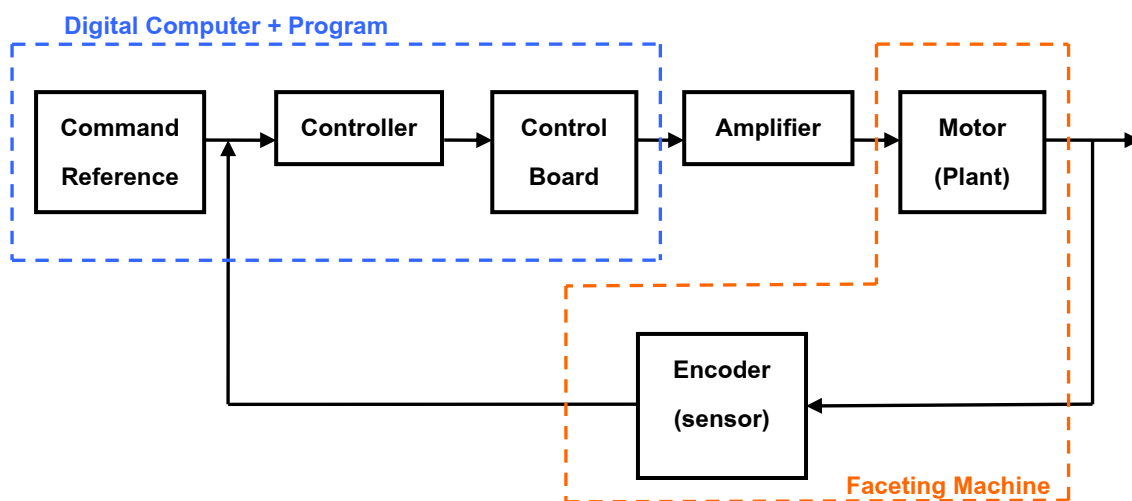 Digital Computer + Program
Command
Reference
Controller
Control
Board
Amplifier
Motor
(Plant)
Encoder
(sensor)
Faceting Machine